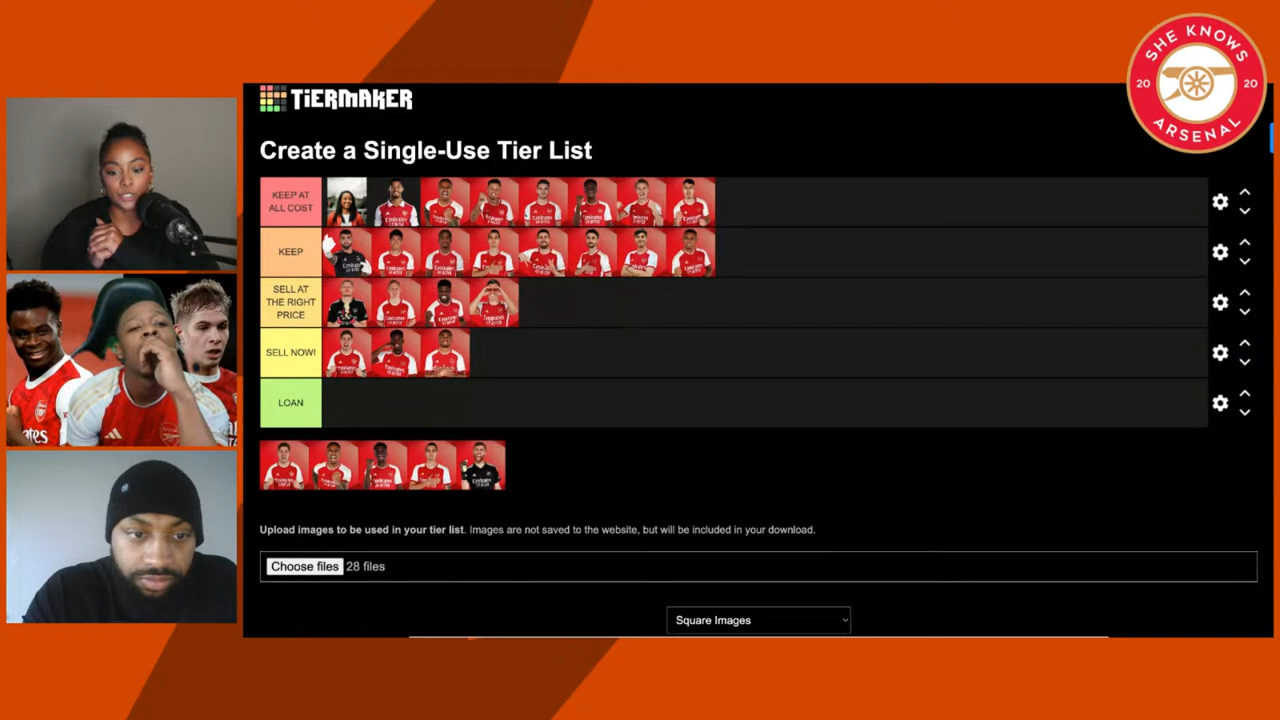 SHE KNOWS
20 20
ARSENAL
TiERMAKER
Create a Single-Use Tier List
KEEP AT
ALL COST
KEEP
SELL AT
THE RIGHT
PRICE
SELL NOW!
LOAN
Upload images to be used in your tier list. Images are not saved to the website, but will be included in your download.
Choose files 28 files
Square Images